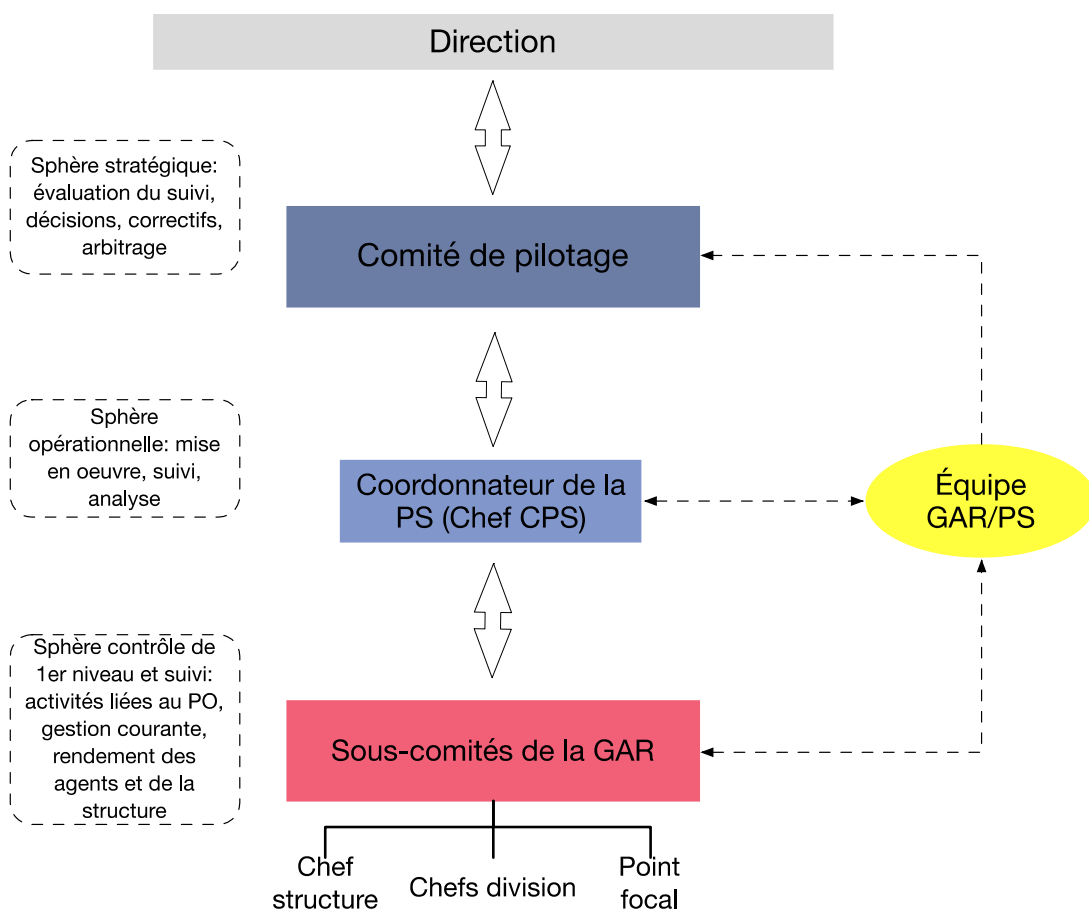 Direction
Sphère stratégique:
évaluation du suivi,
décisions, correctifs,
arbitrage
Comité de pilotage
Sphère
opérationnelle: mise
en oeuvre, suivi,
analyse
Coordonnateur de la
PS (Chef CPS)
Équipe
GAR/PS
Sphère contrôle de
1er niveau et suivi:
activités liées au PO,
gestion courante,
rendement des
agents et de la
structure
Sous-comités de la GAR
Chef
structure
Chefs division
Point
focal